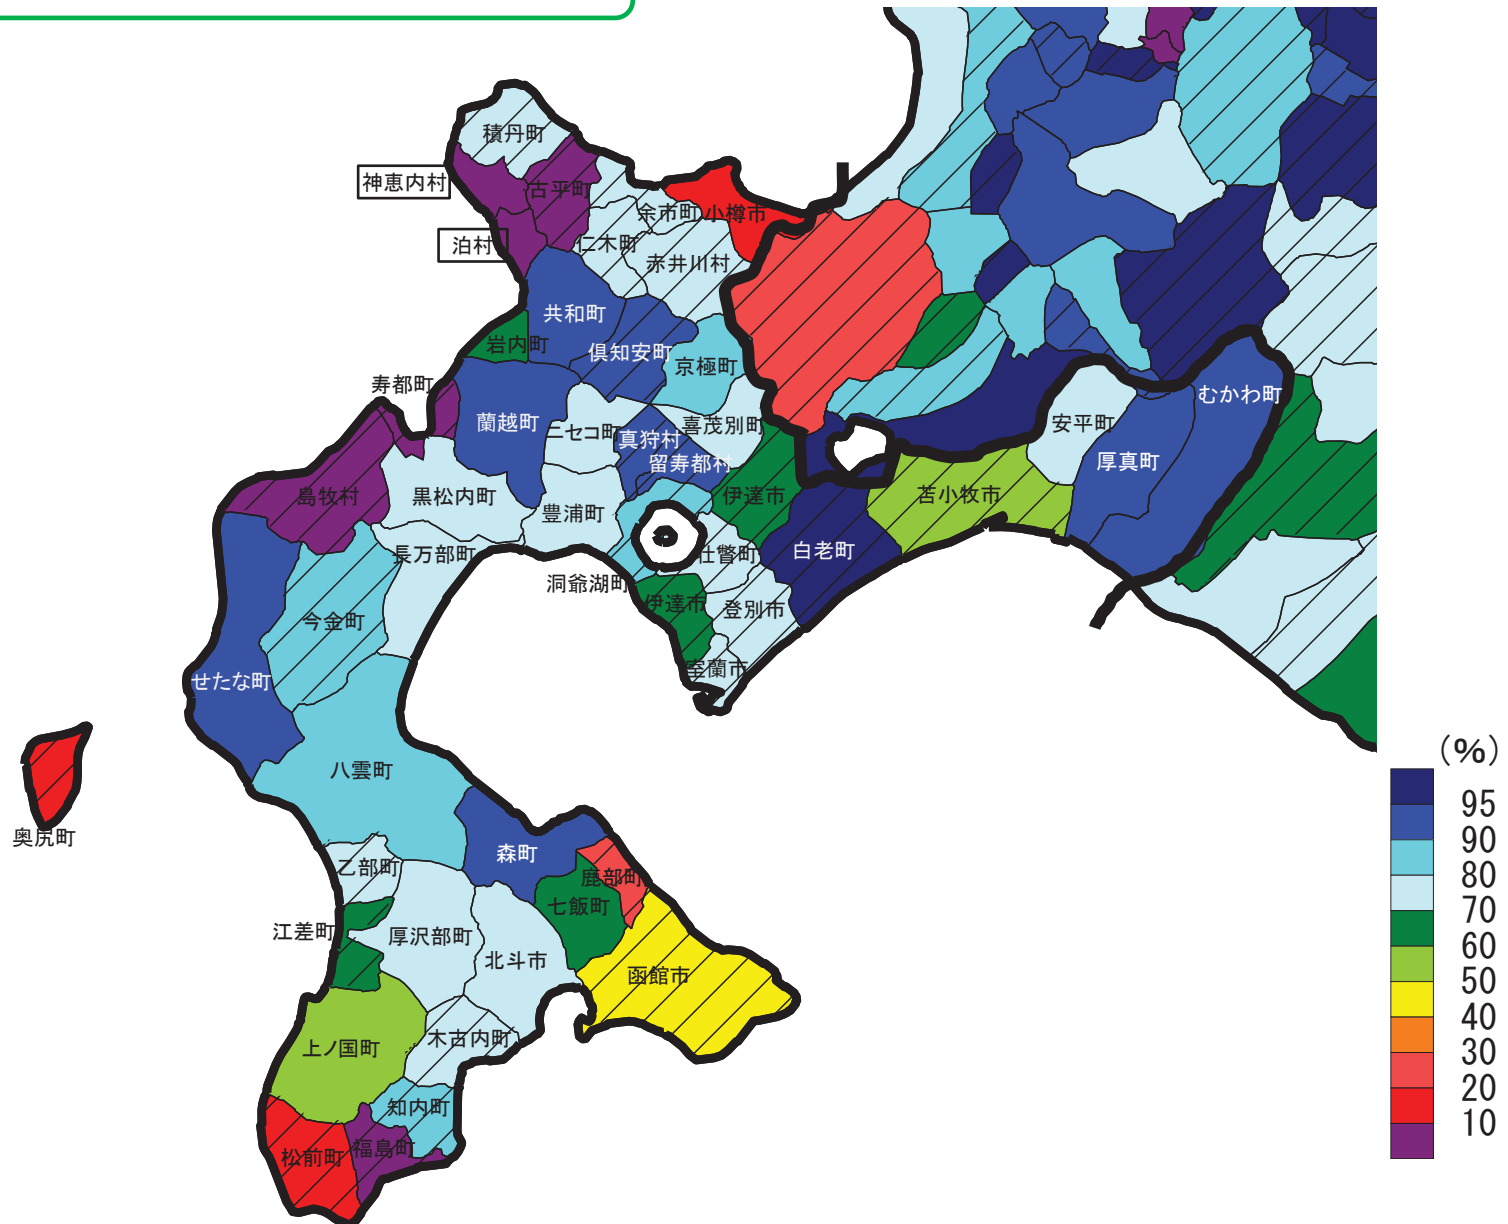 積丹町
神恵内村
古平町
余市町
小樽市
泊村
仁木町
赤井川村
共和町
岩内町
倶知安町
京極町
寿都町
蘭越町
ニセコ町
真狩村
喜茂別町
留寿都村
むかわ町
安平町
厚真町
島牧村
黒松内町
豊浦町
伊達市
苫小牧市
長万部町
壮瞥町
白老町
洞爺湖町
伊達市
登別市
今金町
室蘭市
せたな町
八雲町
奥尻町
乙部町
森町
鹿部町
七飯町
江差町
厚沢部町
北斗市
函館市
上ノ国町
木古内町
知内町
松前町
福島町
(%)
95
90
80
70
60
50
40
30
20
10